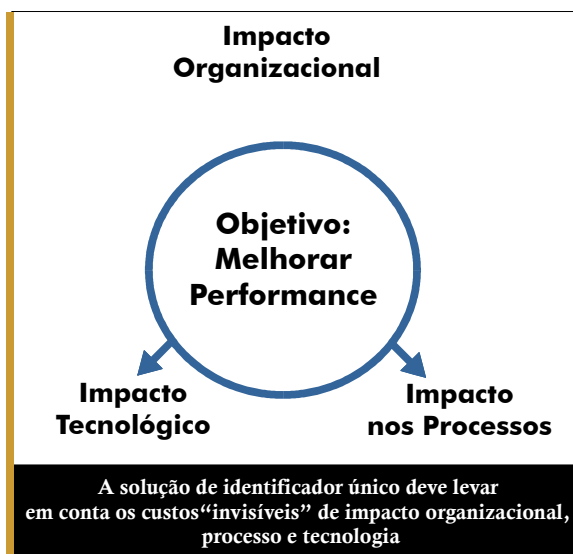 Impacto
Organizacional
Objetivo:
Melhorar
Performance
Impacto
Tecnológico
Impacto
nos Processos
A solução de identificador único deve levar
em conta os custos“invisíveis” de impacto organizacional,
processo e tecnologia